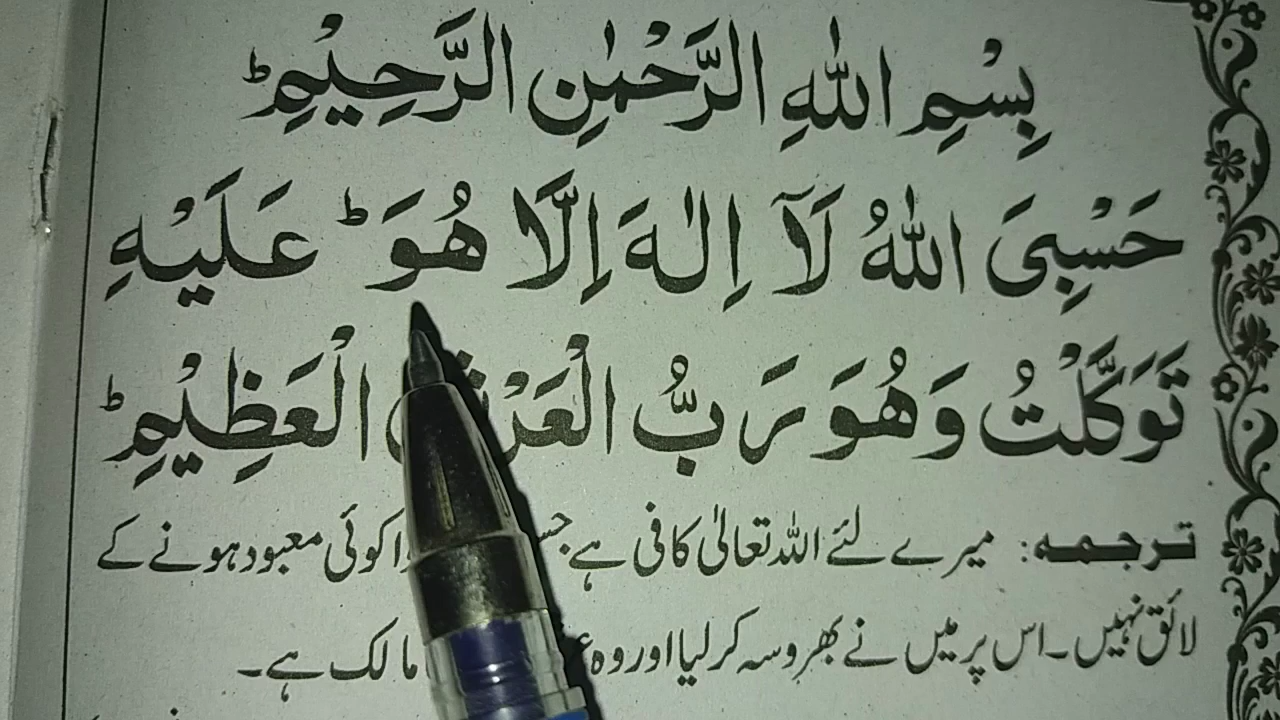 بِسْمِ اللّٰهِ الرَّحْمٰنِ الرَّحِيْمِؕ
حَسْبِیَ اللّٰهُ لَآ اِلٰهَ اِلَّا هُوَؕ عَلَيْهِ
تَوَكَّلْتُ وَهُوَ رَبُّ الْعَرْشِ الْعَظِيْمِؕ
ترجمہ: میرے لئے اللہ تعالیٰ کافی ہے کوئی معبود ہونے کے
لائق نہیں۔ اس پر میں نے بھروسہ کرلیا اور وہ مالک ہے۔